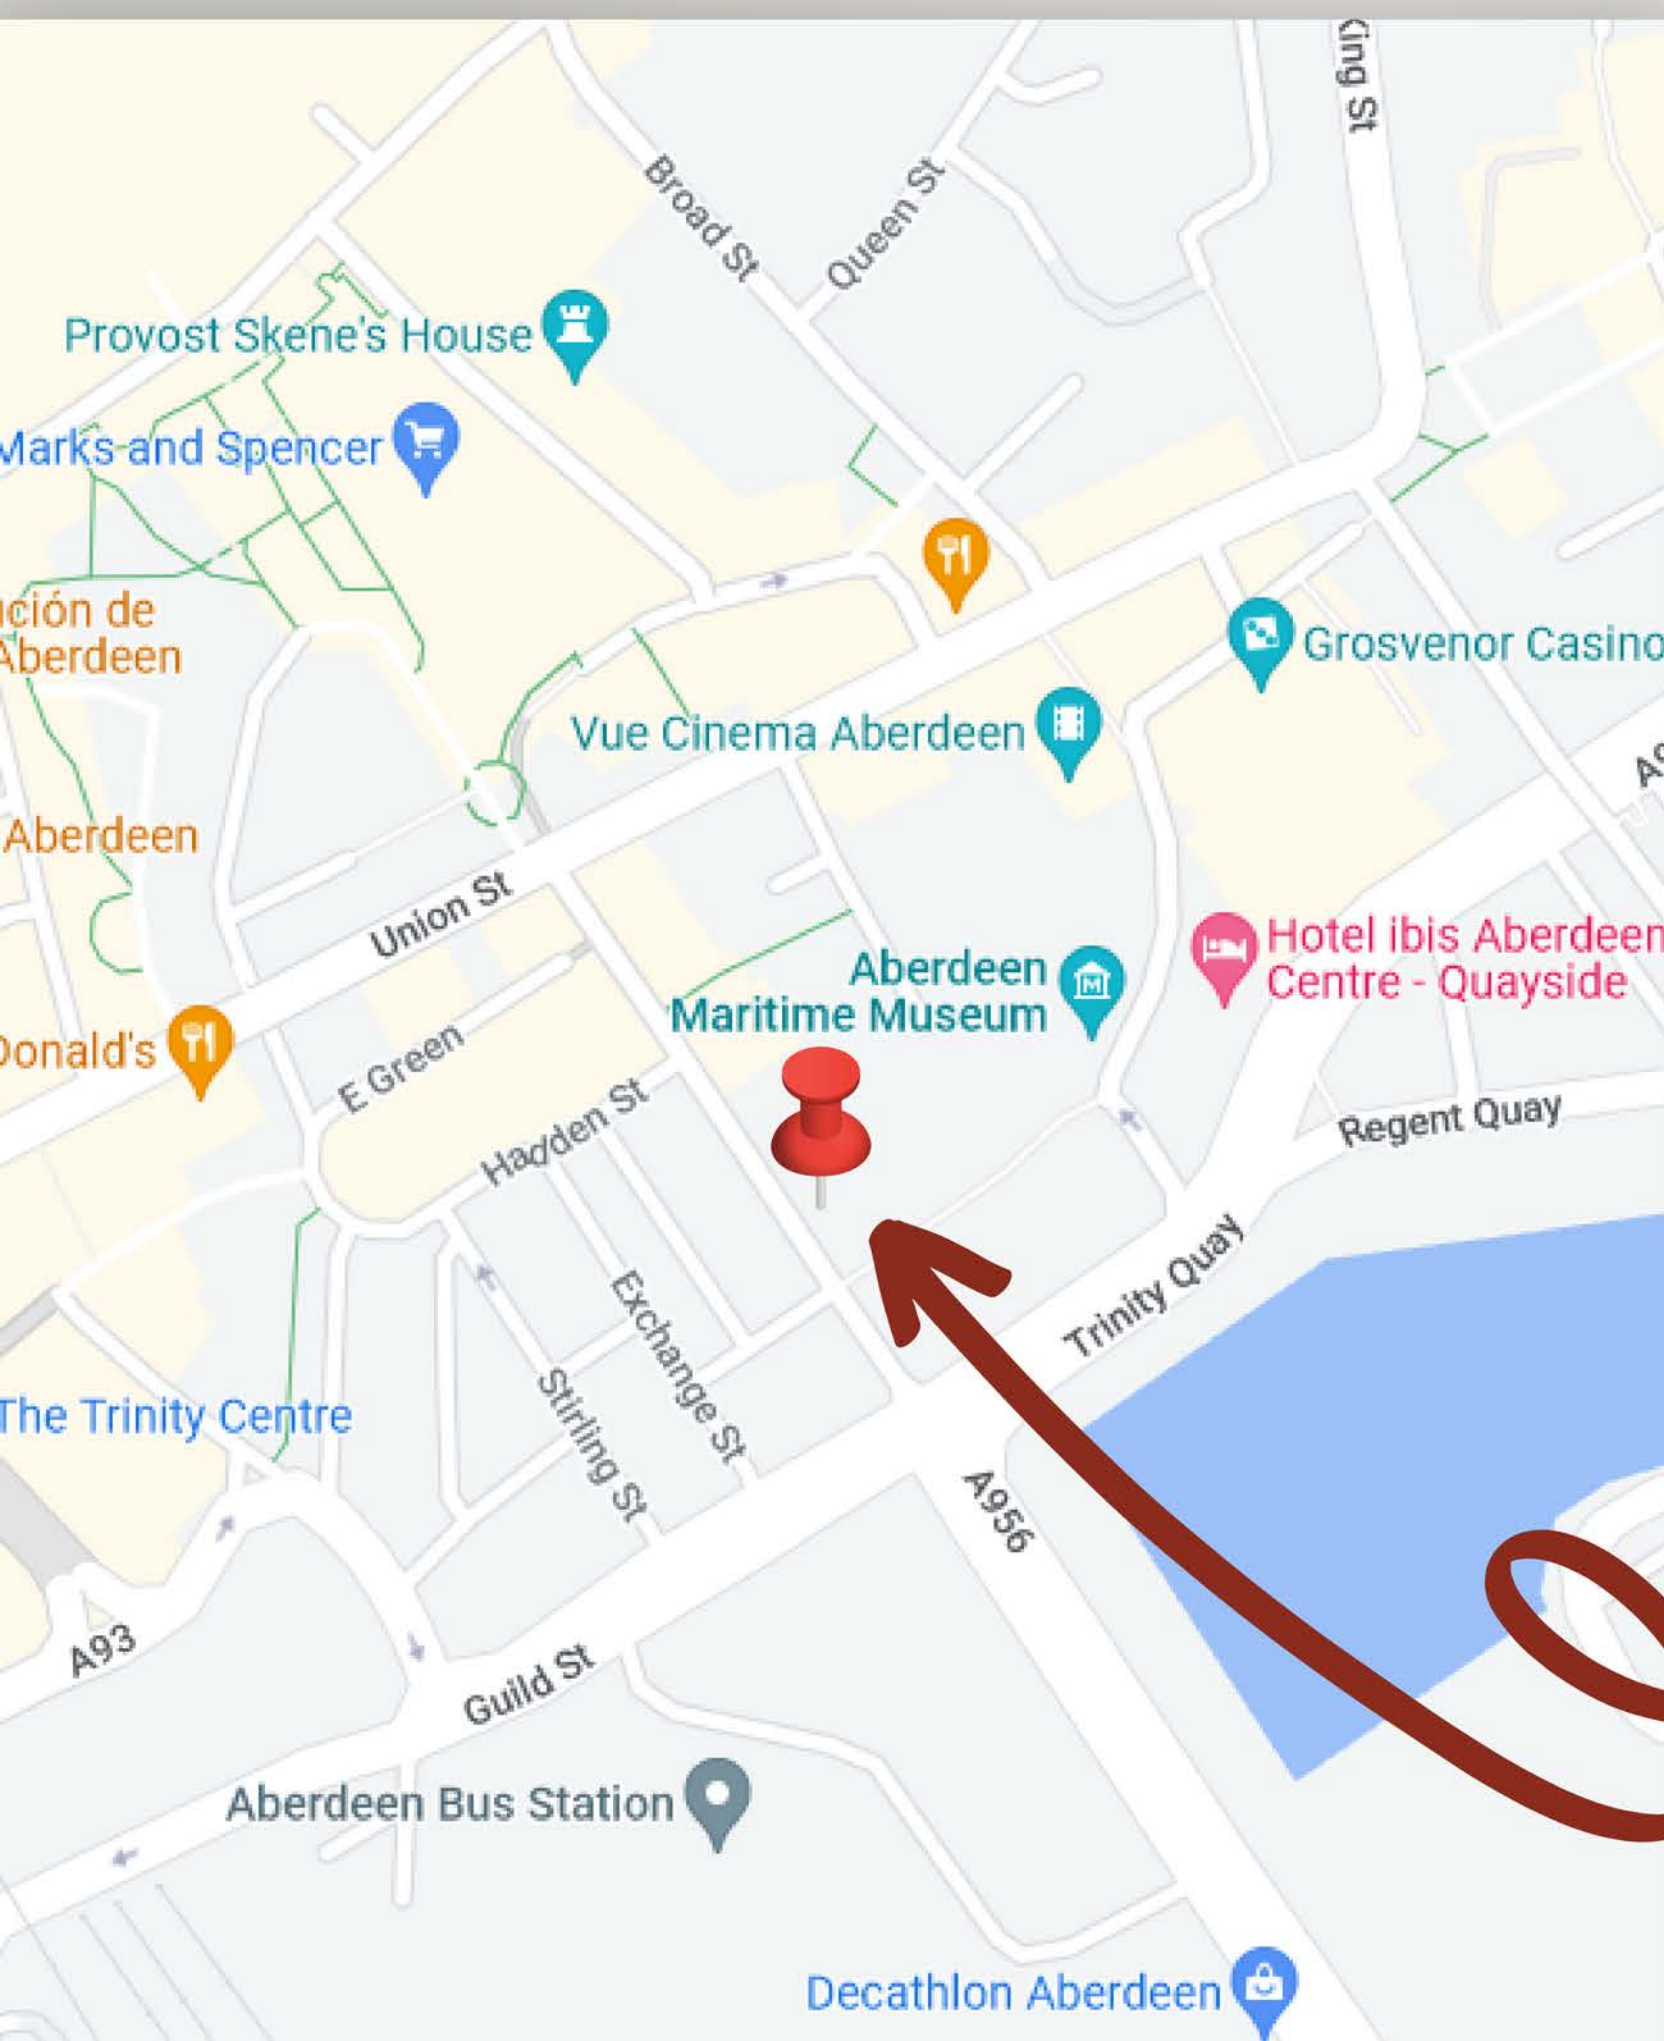 King St
Broad St
Queen St
Provost Skene's House
Marks and Spencer
ción de
Aberdeen
Grosvenor Casino
Vue Cinema Aberdeen
Aberdeen
Union St
Aberdeen
Maritime Museum
Hotel ibis Aberdeen
Centre - Quayside
Donald's
E Green
Hadden St
Regent Quay
Trinity Quay
Exchange St
Stirling St
The Trinity Centre
A956
A93
Guild St
Aberdeen Bus Station
Decathlon Aberdeen